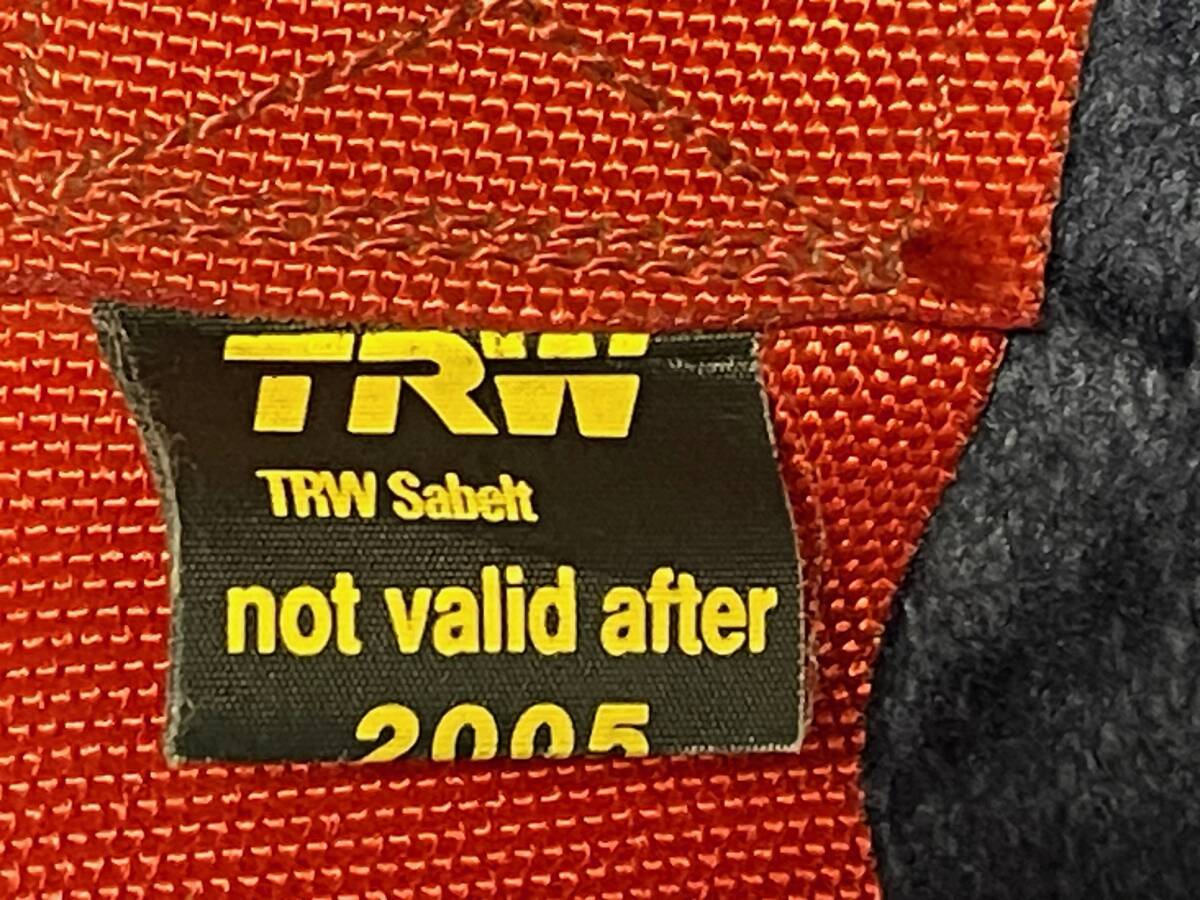 TRW
TRW Sabelt
not valid after
2005